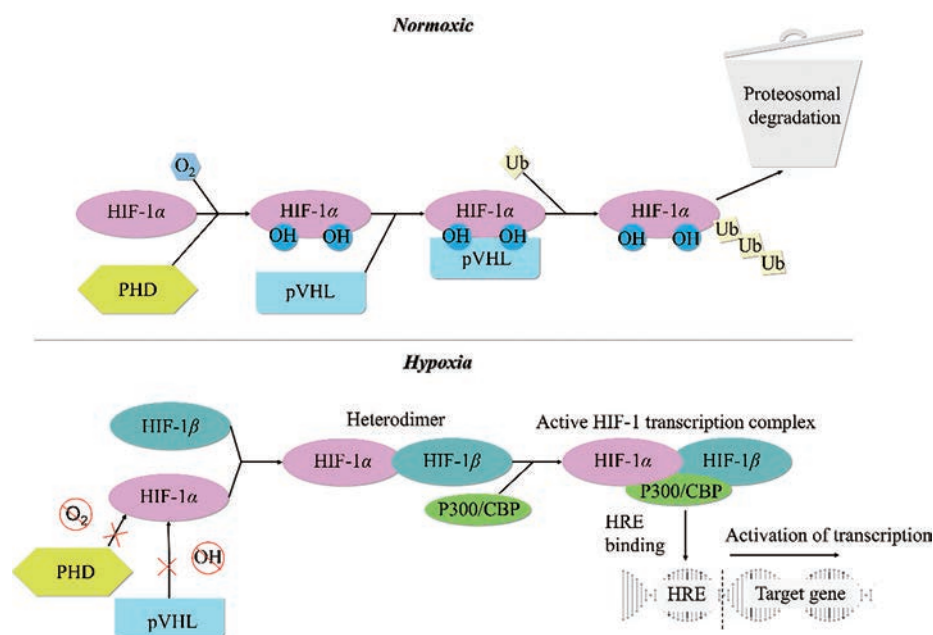 Normoxic
Proteosomal
degradation
O2
Ub
HIF-1α
HIF-1α
HIF-1α
HIF-1α
OH OH
OH OH
OH OH
pVHL
Ub
Ub
Ub
PHD
pVHL
Hypoxia
HIF-1β
Heterodimer
Active HIF-1 transcription complex
HIF-1α
HIF-1β
HIF-1α
HIF-1β
HIF-1α
P300/CBP
P300/CBP
O2
OH
PHD
pVHL
HRE
binding
Activation of transcription
HRE
Target gene